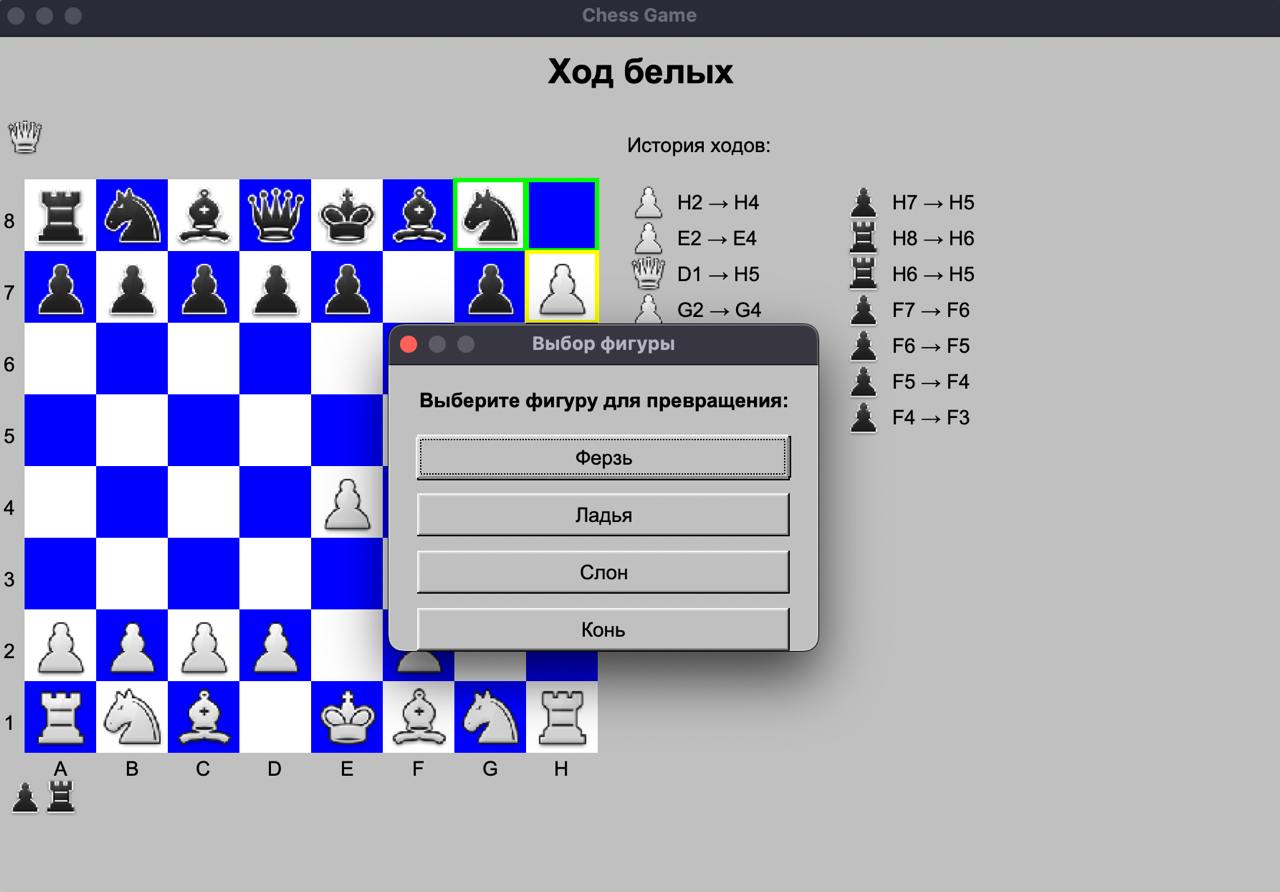 Chess Game
Ход белых
История ходов:
H2 → H4 H7 → H5
E2 → E4 H8 → H6
D1 → H5 H6 → H5
G2 → G4 F7 → F6
F6 → F5
F5 → F4
F4 → F3
8
7
6
5
4
3
2
1
Выбор фигуры
Выберите фигуру для превращения:
Ферзь
Ладья
Слон
Конь
A B C D E F G H